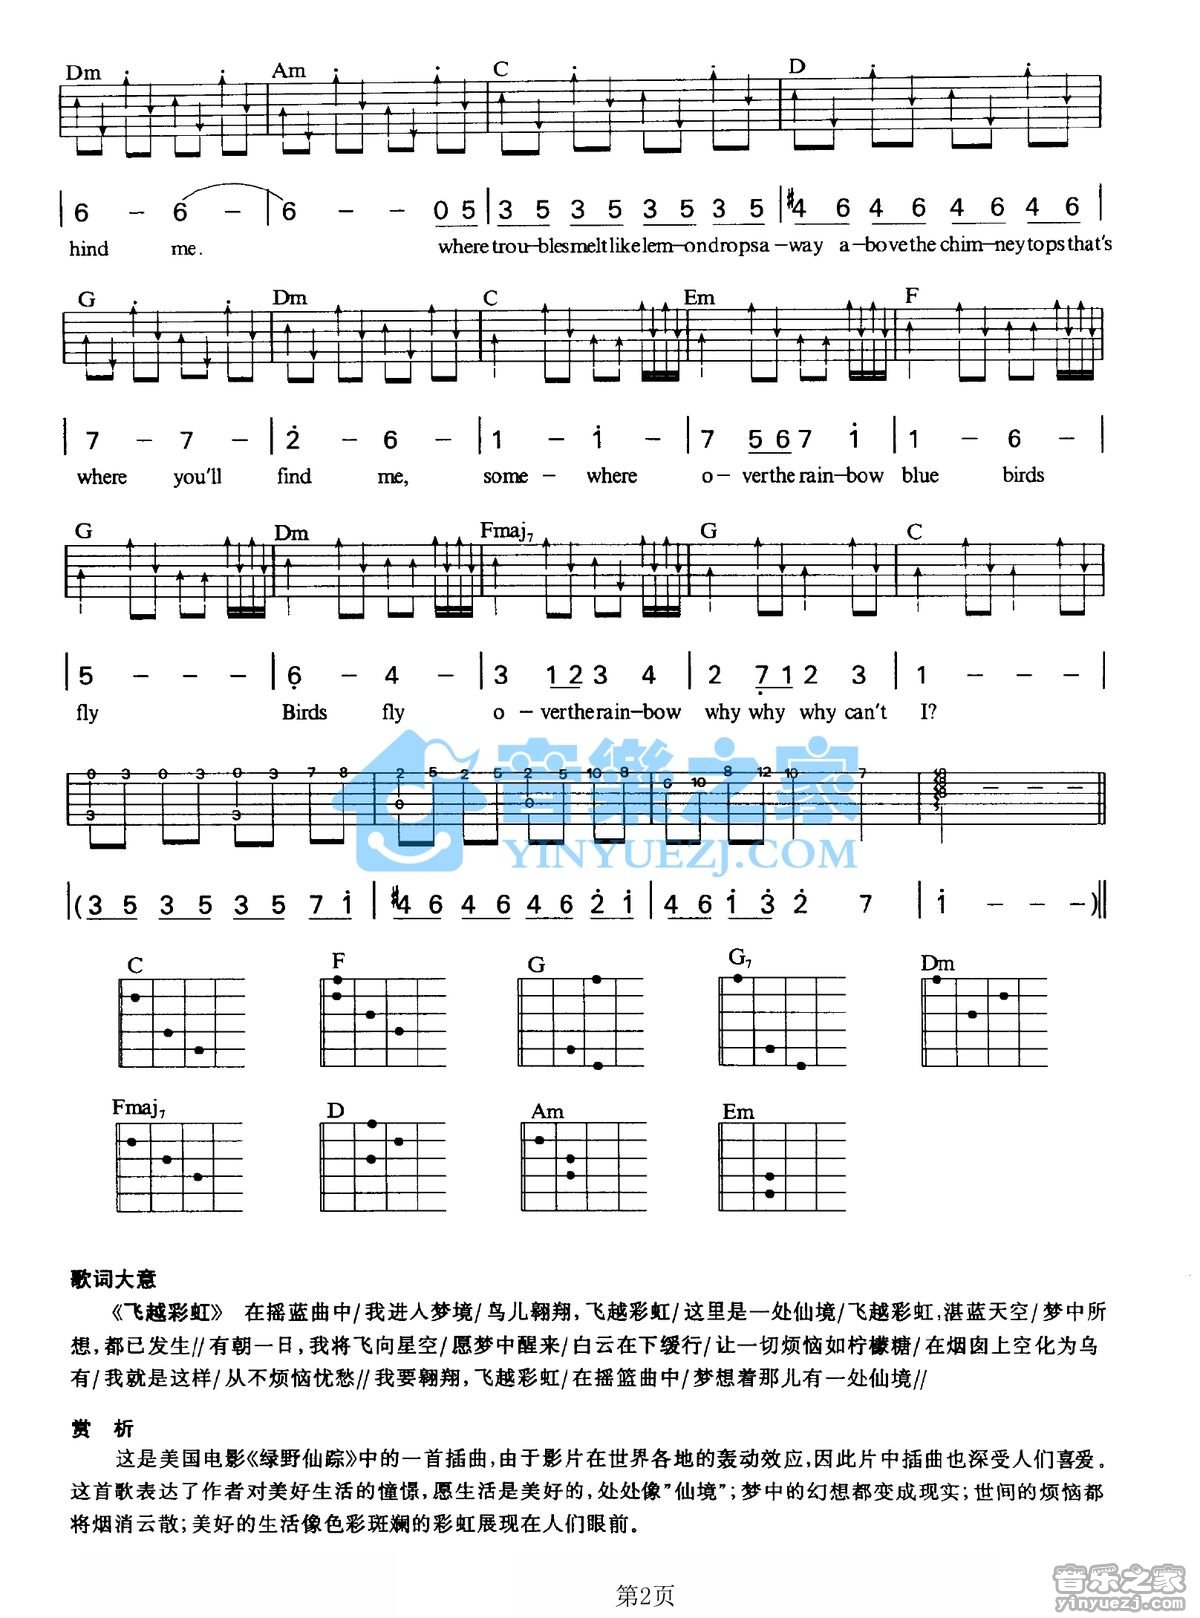 Dm Am C D
6 - 6 - 6 - - 0 5 3 5 3 5 3 5 3 5 #4 6 4 6 4 6 4 6
hind me. where trou-bles melt like lem-on drops a-way a-bove the chim-ney tops that's
G Dm C Em F
7 - 7 - 2 - 6 - 1 - 1 - 7 5 6 7 1 1 - 6 -
where you'll find me, some- where o-ver the rain-bow blue birds
G Dm Fmaj7 G C
5 - - - 6 - 4 - 3 1 2 3 4 2 7 1 2 3 1 - - -
fly Birds fly o-ver the rain-bow why why why can't I?
0 3 0 3 0 3 7 8 2 5 2 5 2 5 10 8 8 12 10 7
6 10
0 0
3 3
音樂之家
YINYUEZJ.COM
(3 5 3 5 3 5 7 1 #4 6 4 6 4 6 2 1 4 6 1 3 2 7 1 - - -)
C F G G7 Dm
Fmaj7 D Am Em
歌词大意
《飞越彩虹》 在摇蓝曲中/我进人梦境/鸟儿翱翔,飞越彩虹/这里是一处仙境/飞越彩虹,湛蓝天空/梦中所
想,都已发生//有朝一日,我将飞向星空/愿梦中醒来/白云在下缓行/让一切烦恼如柠檬糖/在烟囱上空化为乌
有/我就是这样/从不烦恼忧愁//我要翱翔,飞越彩虹/在摇篮曲中/梦想着那儿有一处仙境//
赏 析
这是美国电影《绿野仙踪》中的一首插曲,由于影片在世界各地的轰动效应,因此片中插曲也深受人们喜爱。
这首歌表达了作者对美好生活的憧憬,愿生活是美好的,处处像"仙境";梦中的幻想都变成现实;世间的烦恼都
将烟消云散;美好的生活像色彩斑斓的彩虹展现在人们眼前。
第2页
音乐之家
yinyuezj.com